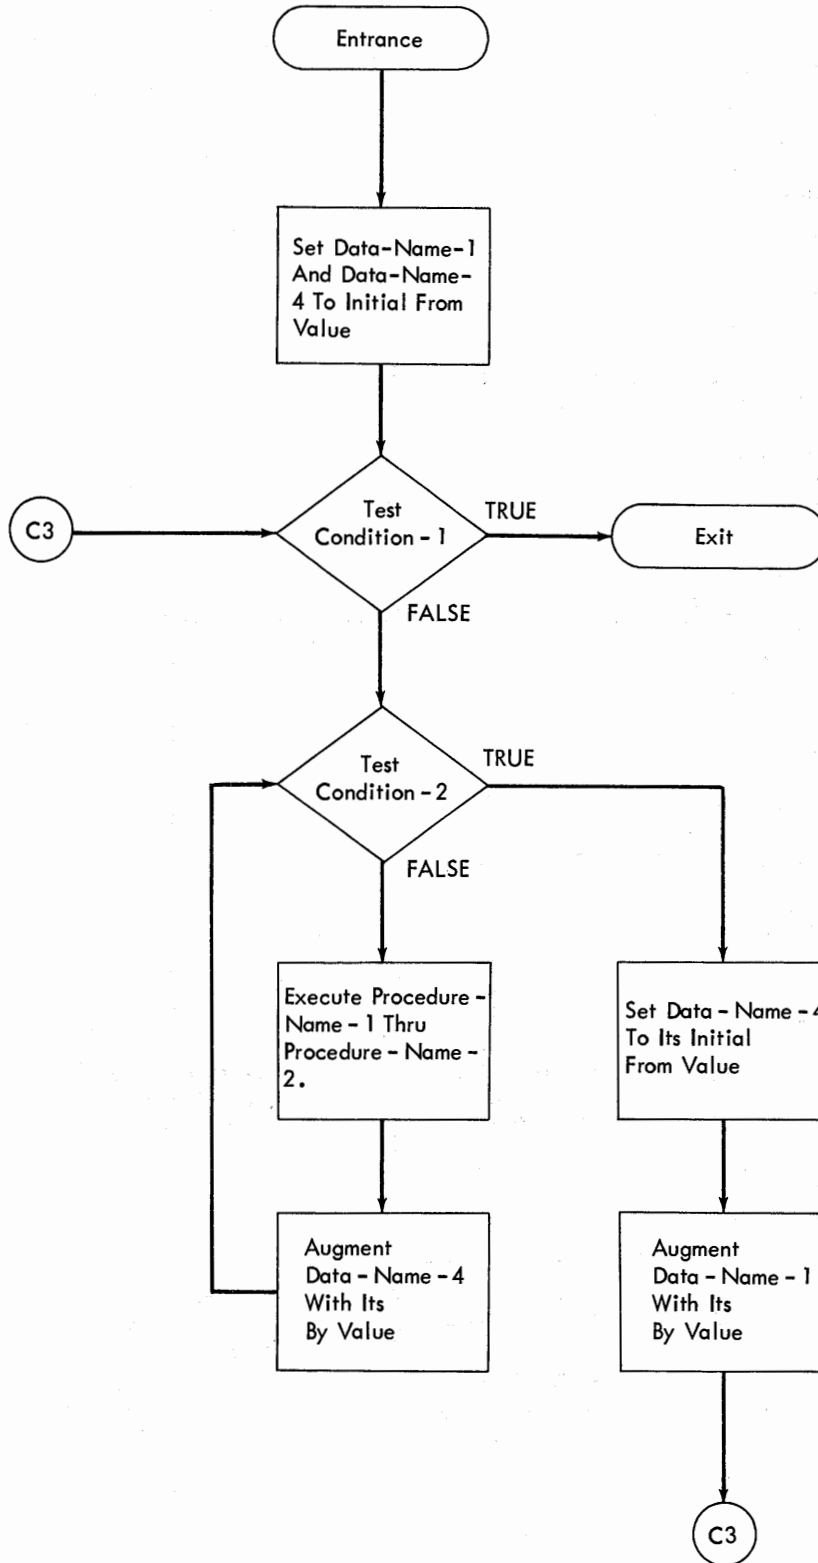 Entrance
Set Data-Name-1
And Data-Name-
4 To Initial From
Value
C3
Test
Condition - 1
TRUE
Exit
FALSE
Test
Condition - 2
TRUE
FALSE
Execute Procedure -
Name - 1 Thru
Procedure - Name -
2.
Set Data - Name - 4
To Its Initial
From Value
Augment
Data - Name - 4
With Its
By Value
Augment
Data - Name - 1
With Its
By Value
C3